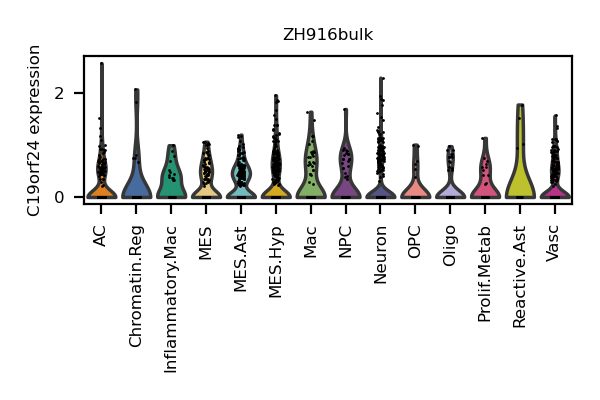 ZH916bulk
C19orf24 expression
2
0
AC
Chromatin.Reg
Inflammatory.Mac
MES
MES.Ast
MES.Hyp
Mac
NPC
Neuron
OPC
Oligo
Prolif.Metab
Reactive.Ast
Vasc